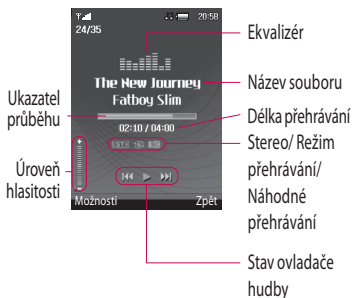 20:58
24/35
The New Journey
Fatboy Slim
02:10 / 04:00
Možnosti
Zpět
Ukazatel
průběhu
Úroveň
hlasitosti
Ekvalizér
Název souboru
Délka přehrávání
Stereo/ Režim
přehrávání/
Náhodné
přehrávání
Stav ovladače
hudby